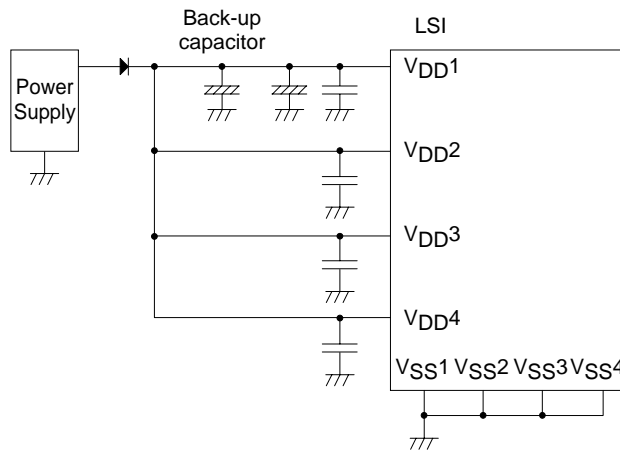 Back-up
capacitor
LSI
Power
Supply
VDD1
VDD2
VDD3
VDD4
VSS1 VSS2 VSS3 VSS4